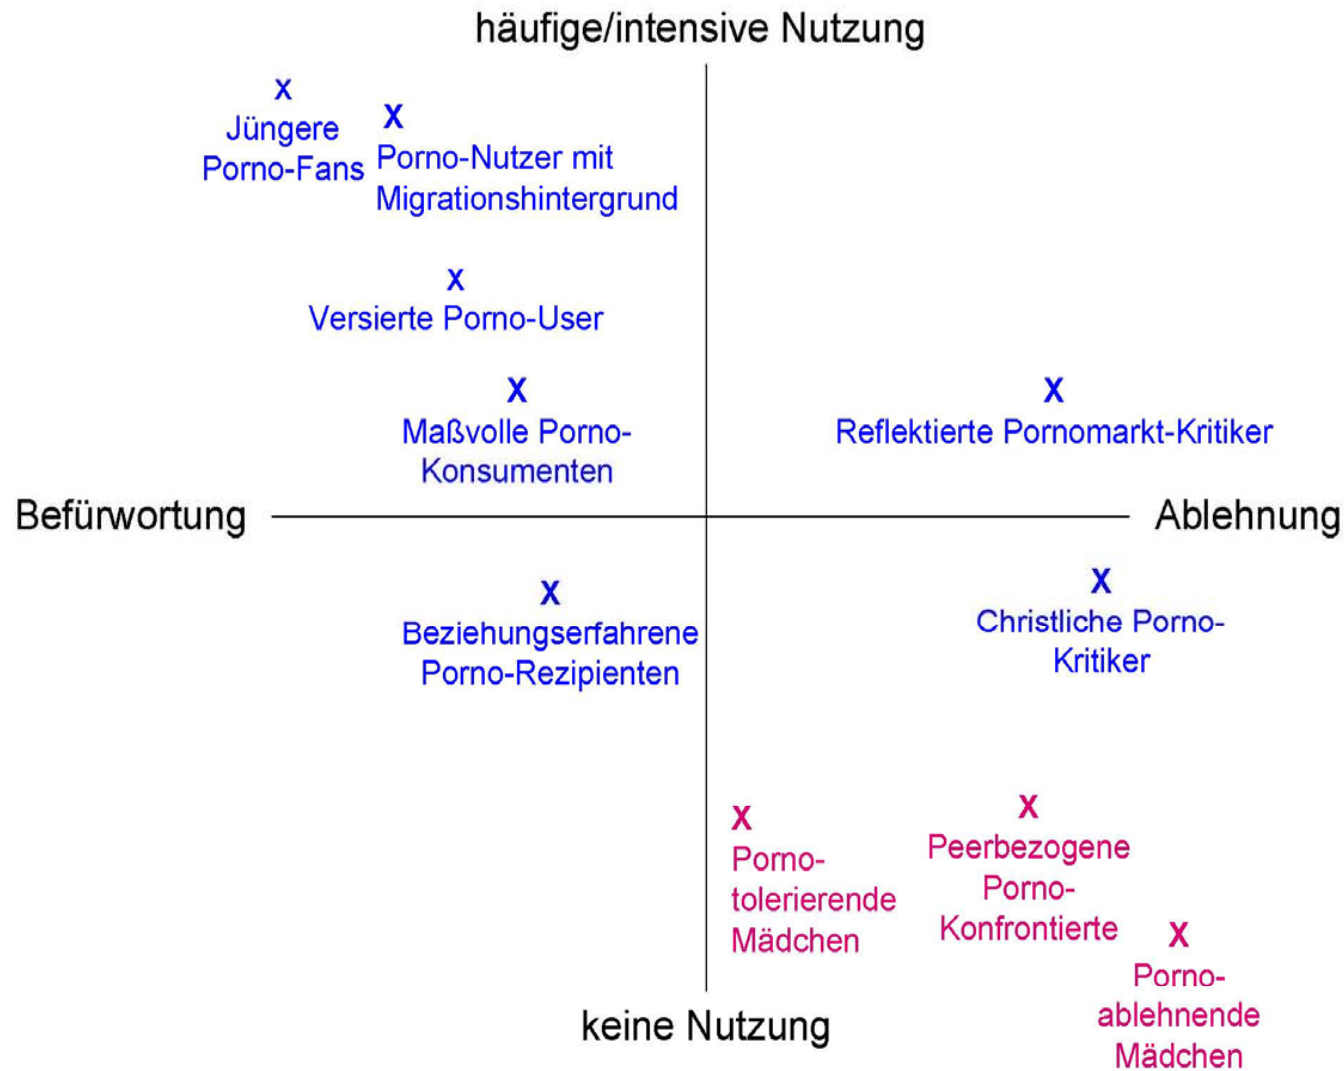 häufige/intensive Nutzung
X
Jüngere
Porno-Fans
X
Porno-Nutzer mit
Migrationshintergrund
X
Versierte Porno-User
X
Maßvolle Porno-
Konsumenten
X
Reflektierte Pornomarkt-Kritiker
Befürwortung
Ablehnung
X
Beziehungserfahrene
Porno-Rezipienten
X
Christliche Porno-
Kritiker
X
Porno-
tolerierende
Mädchen
X
Peerbezogene
Porno-
Konfrontierte
X
Porno-
ablehnende
Mädchen
keine Nutzung